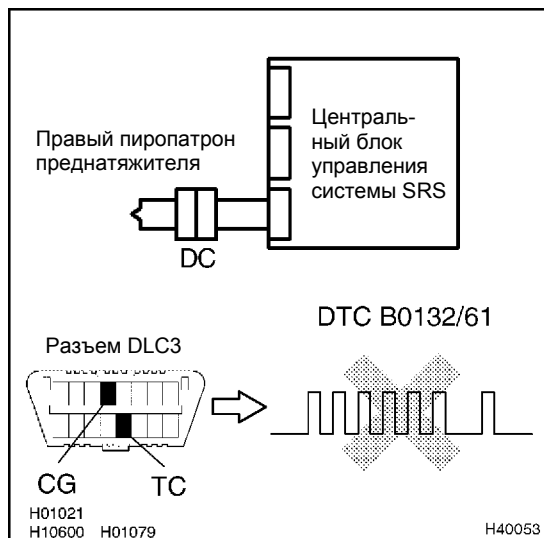 Правый пиропатрон
преднатяжителя
Централь-
ный блок
управления
системы SRS
DC
DTC B0132/61
Разъем DLC3
CG
TC
H01021
H10600 H01079
H40053